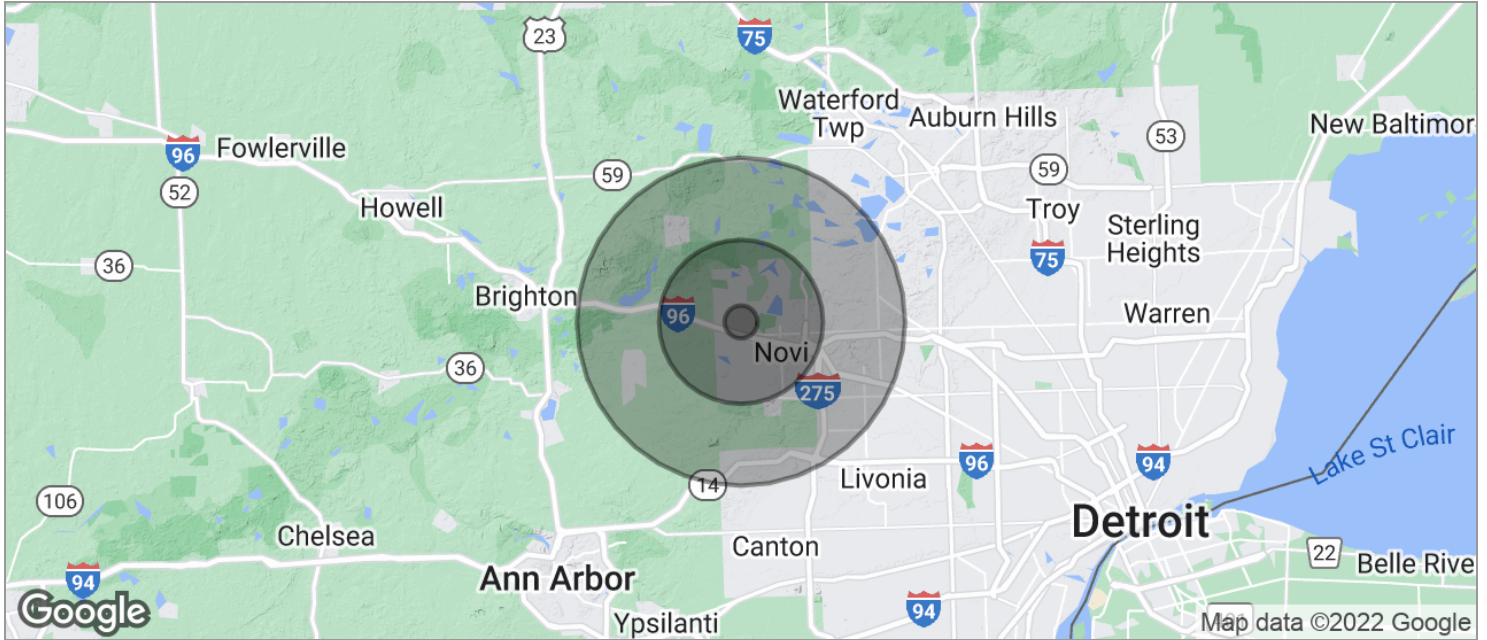 23
75
Waterford
Twp
Auburn Hills
53
New Baltimor
96
Fowlerville
59
59
52
Howell
Troy
Sterling
Heights
75
36
Brighton
96
Warren
Novi
36
275
Lake St Clair
Livonia
96
94
14
106
Detroit
Chelsea
Canton
22
Belle Rive
94
Ann Arbor
94
Google
Ypsilanti
Map data ©2022 Google